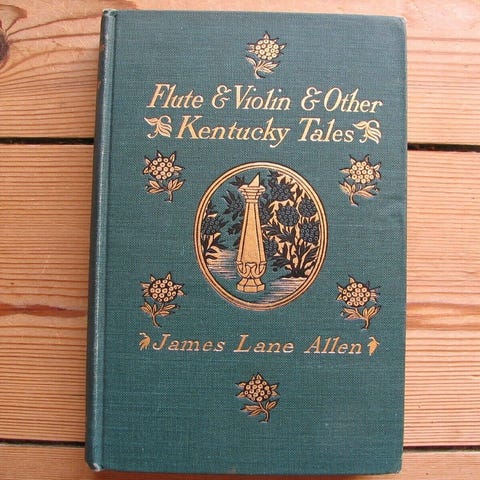 Flute & Violin & Other
Kentucky Tales
James Lane Allen